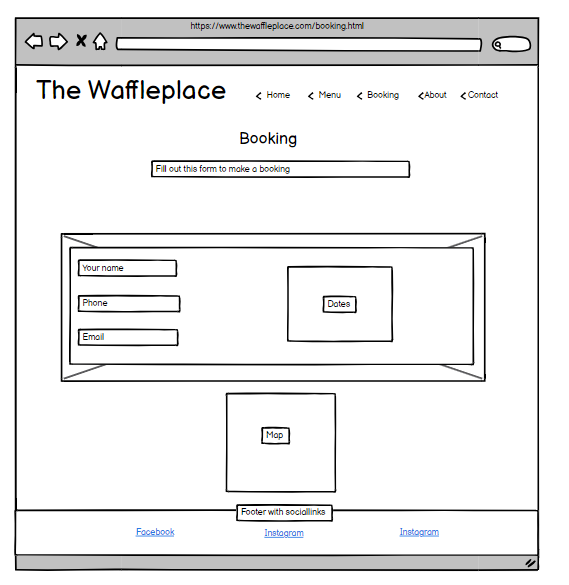 https://www.thewaffleplace.com/booking.html
The Waffleplace
< Home < Menu < Booking <About <Contact
Booking
Fill out this form to make a booking
Your name
Phone
Dates
Email
Map
Footer with sociallinks
Facebook Instagram Instagram